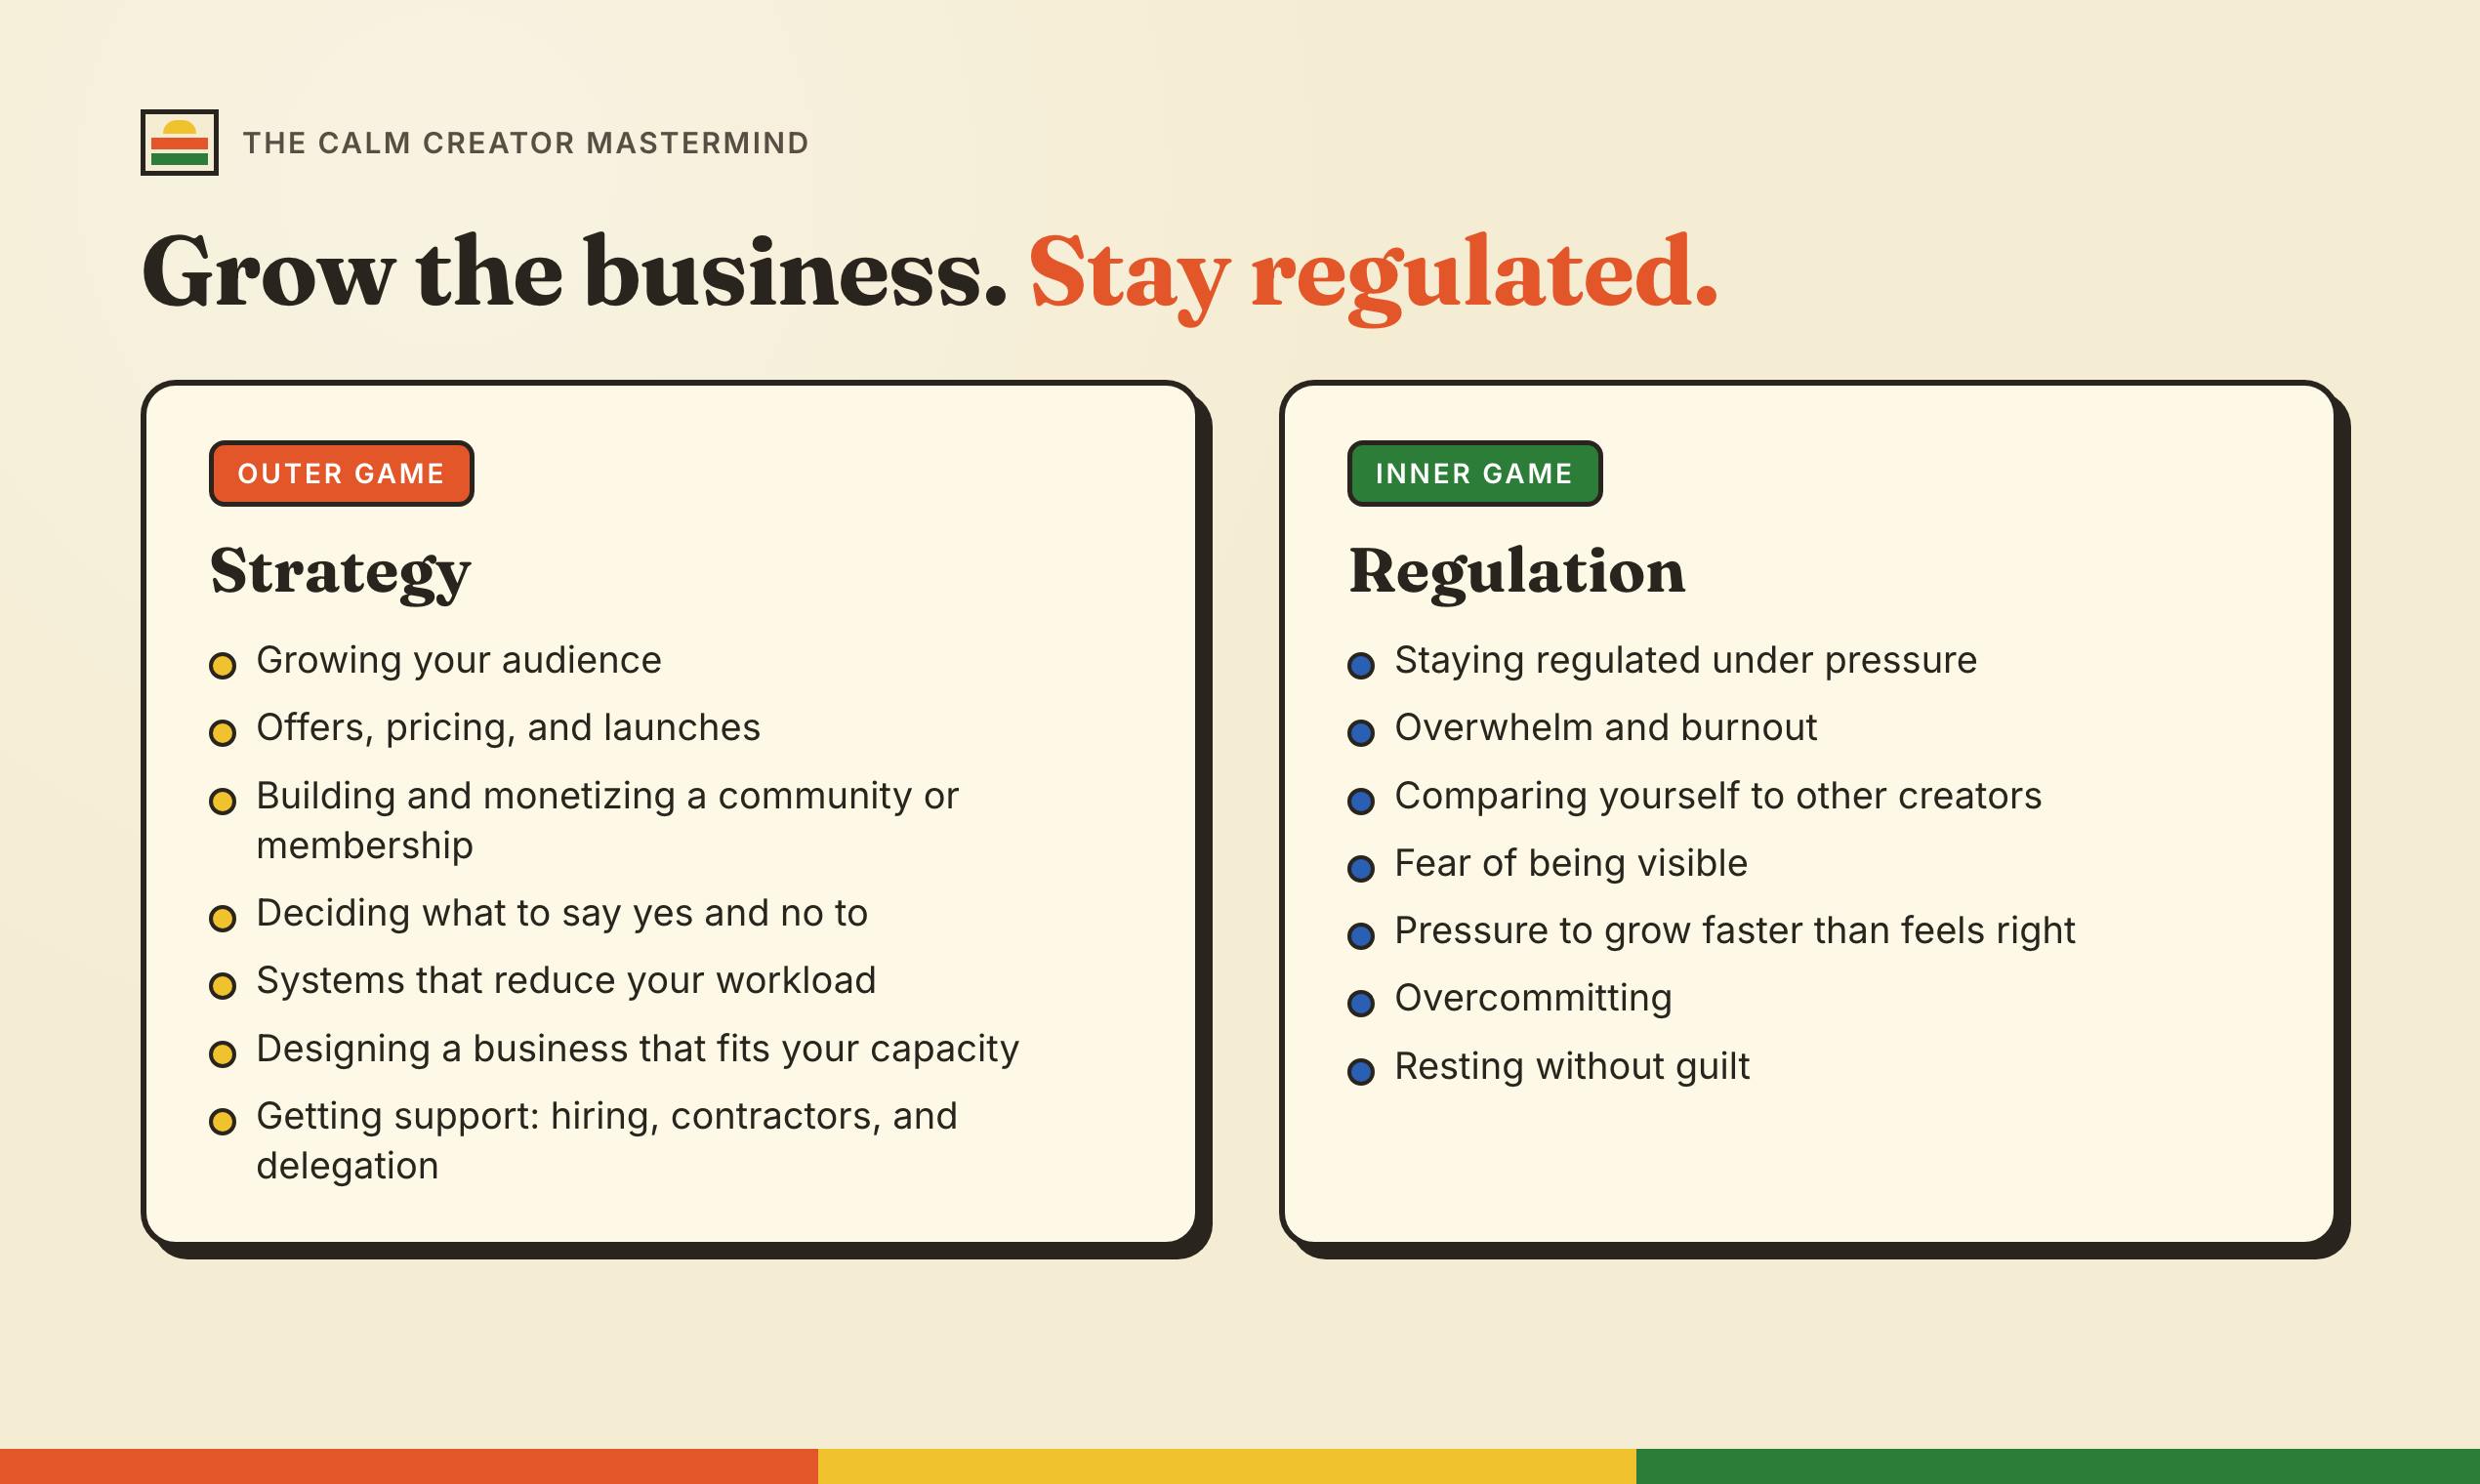 THE CALM CREATOR MASTERMIND
Grow the business. Stay regulated.
OUTER GAME
Strategy
Growing your audience
Offers, pricing, and launches
Building and monetizing a community or
membership
Deciding what to say yes and no to
Systems that reduce your workload
Designing a business that fits your capacity
Getting support: hiring, contractors, and
delegation
INNER GAME
Regulation
Staying regulated under pressure
Overwhelm and burnout
Comparing yourself to other creators
Fear of being visible
Pressure to grow faster than feels right
Overcommitting
Resting without guilt